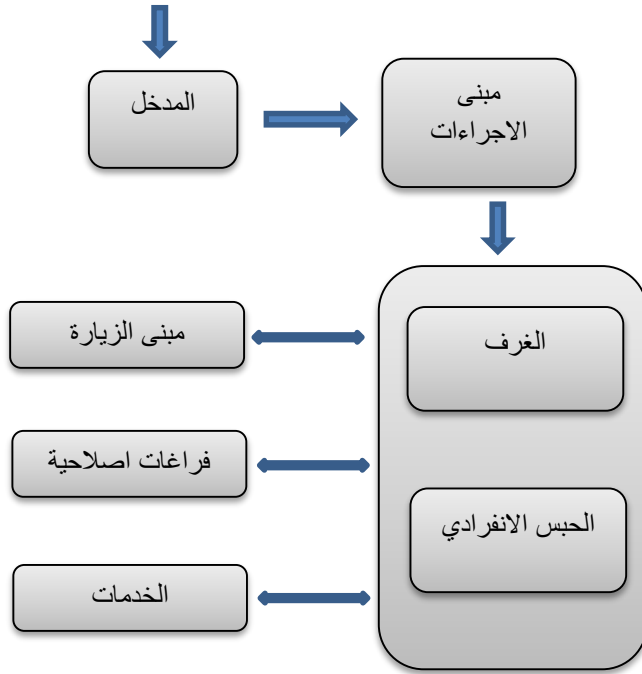 المدخل
مبنى
الاجراءات
الغرف
مبنى الزيارة
فراغات اصلاحية
الحبس الانفرادي
الخدمات